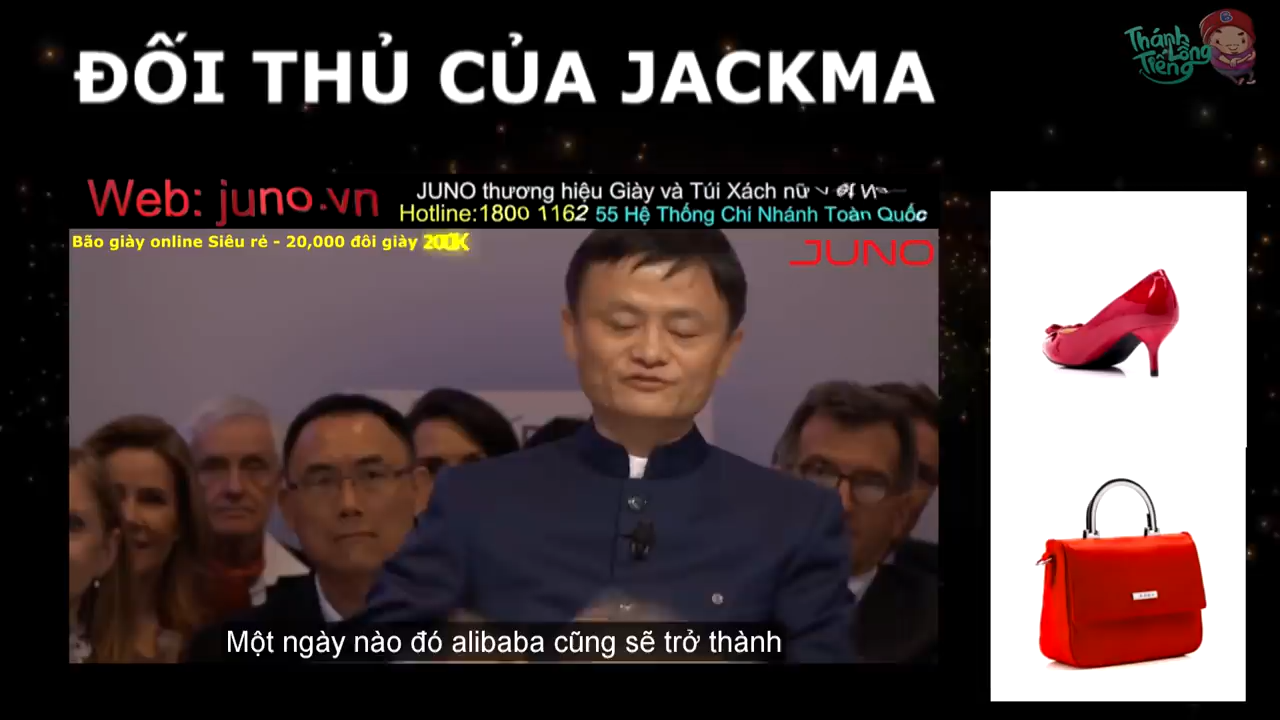 ĐỐI THỦ CỦA JACKMA
Thánh
Lồng
Tiếng
Web: juno.vn
JUNO thương hiệu Giày và Túi Xách nữ
Hotline:1800 1162 55 Hệ Thống Chi Nhánh Toàn Quốc
Bão giày online Siêu rẻ - 20,000 đôi giày
JUNO
Một ngày nào đó alibaba cũng sẽ trở thành